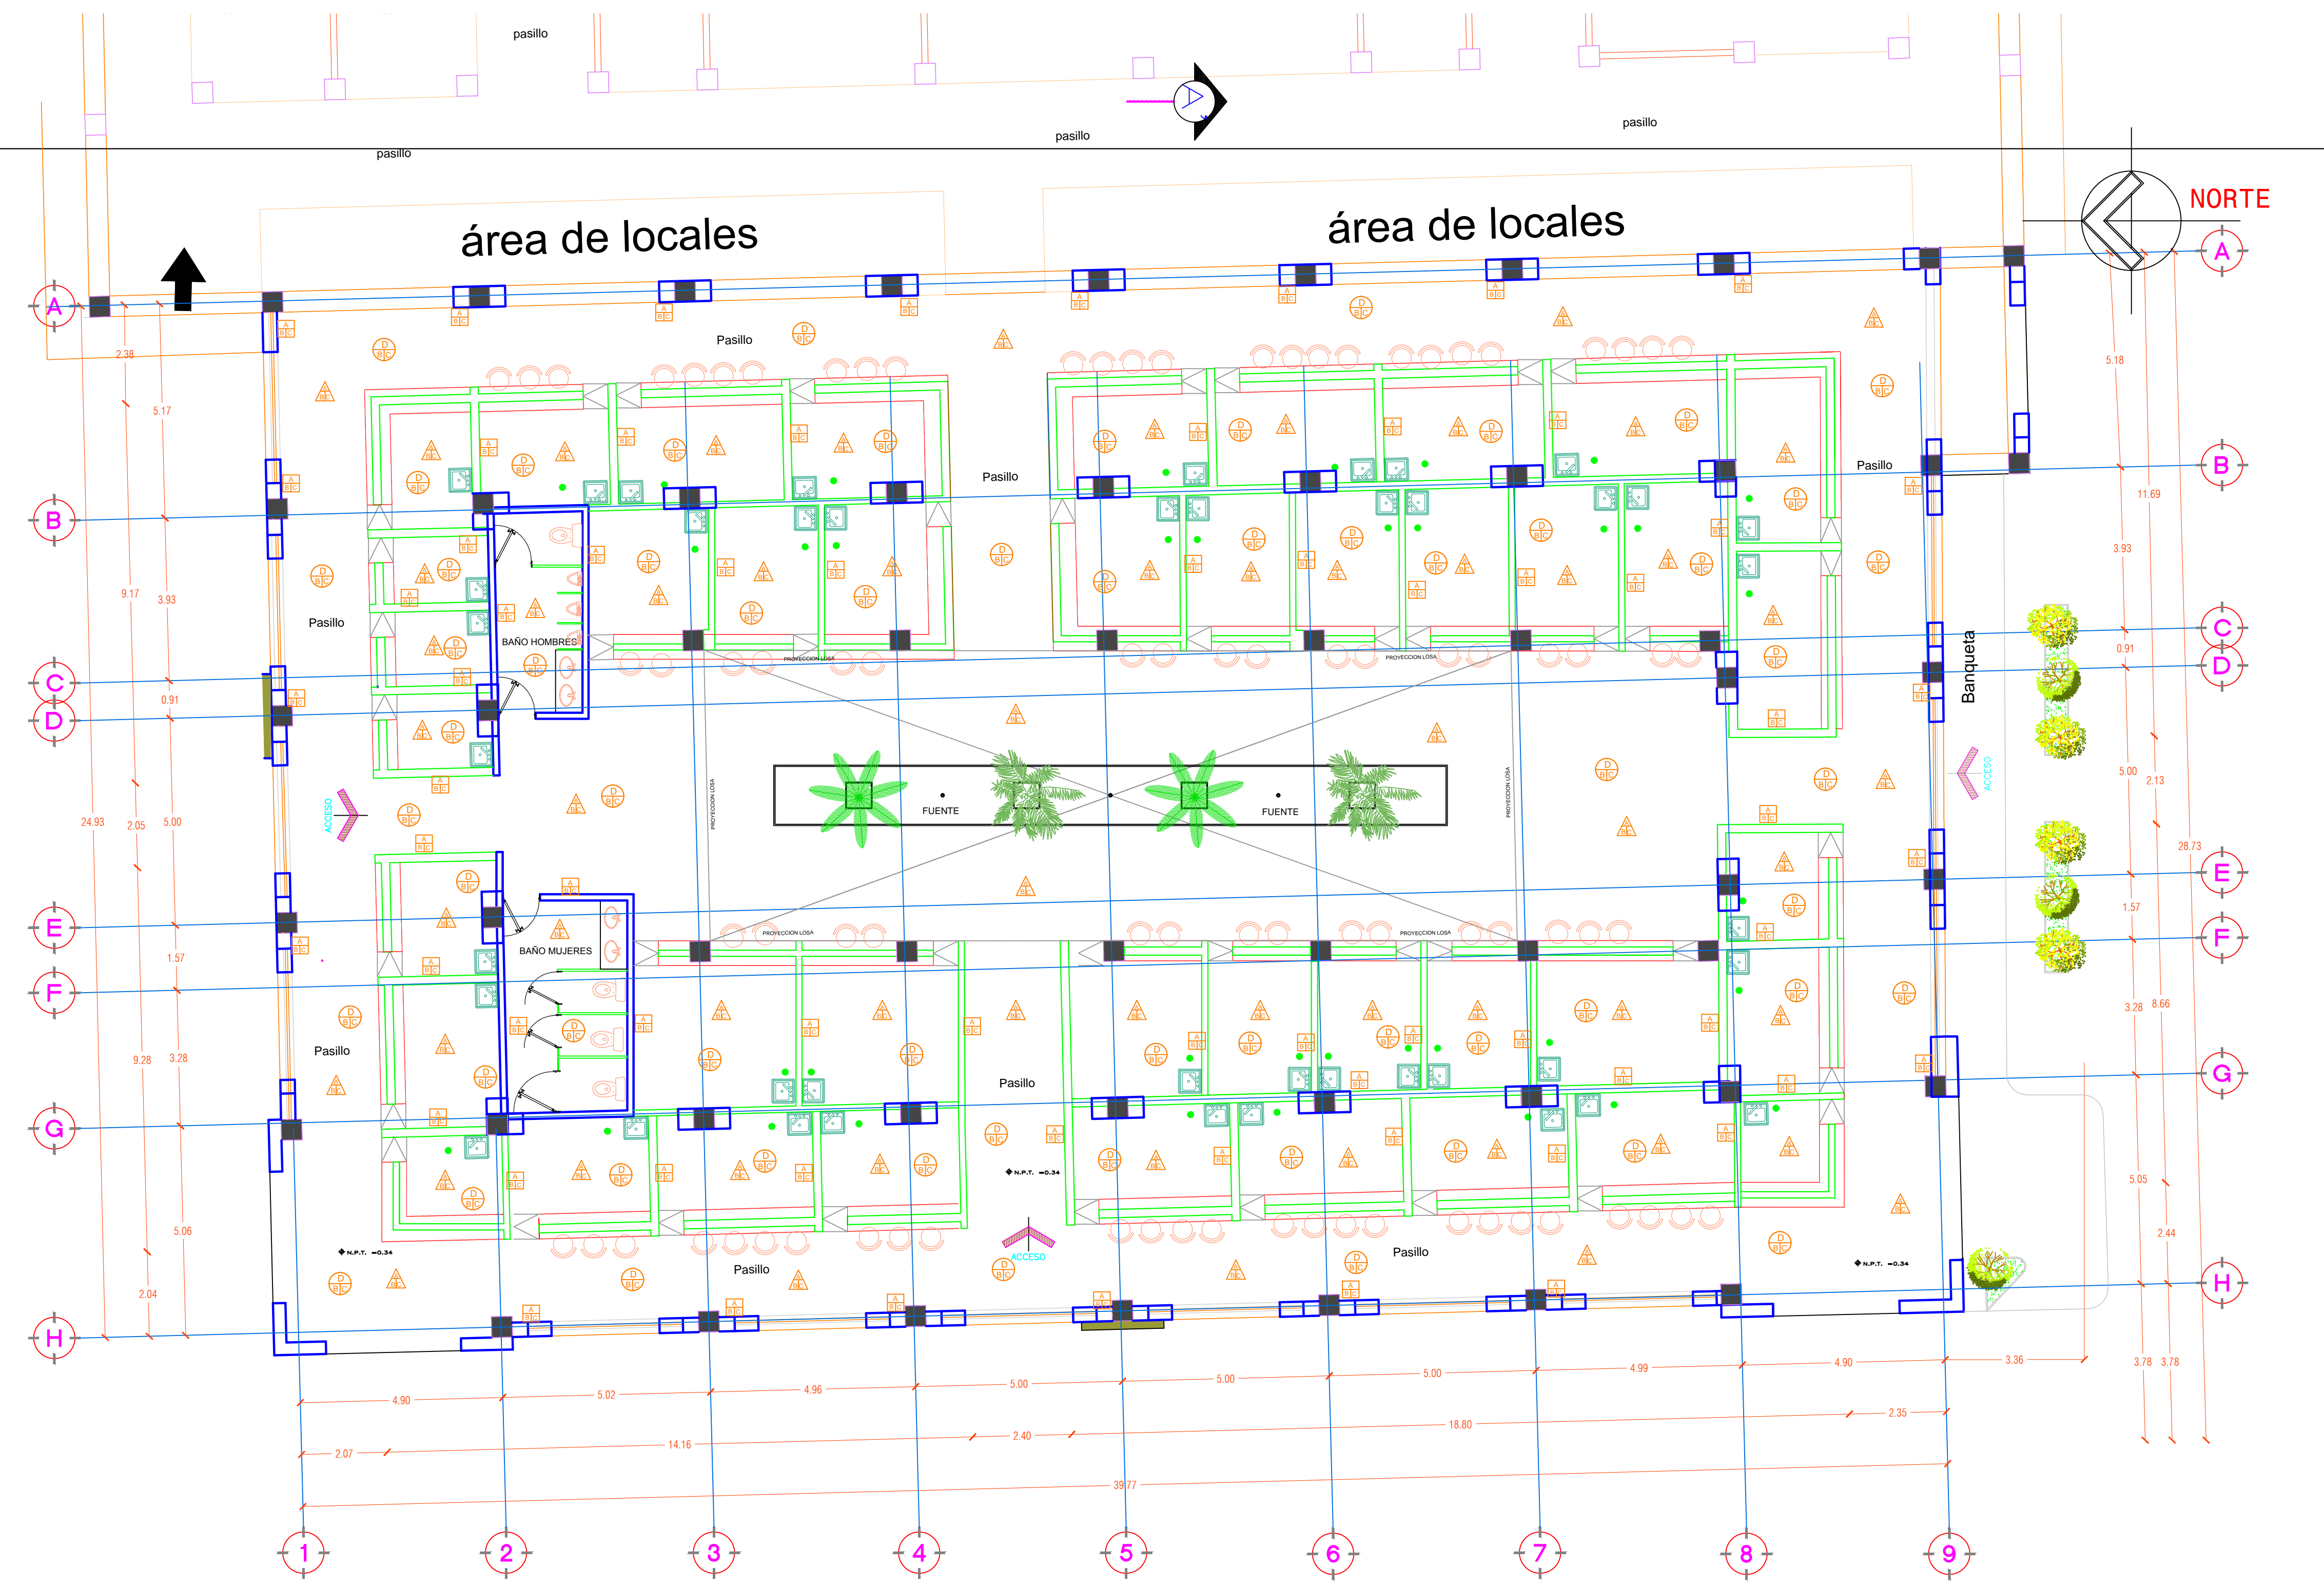 pasillo
pasillo
pasillo
pasillo
NORTE
área de locales
área de locales
A
A
Pasillo
Pasillo
Pasillo
B
B
Pasillo
C
C
D
D
BAÑO HOMBRES
PROYECCION LOSA
PROYECCION LOSA
Banqueta
ACCESO
ACCESO
PROYECCION LOSA
PROYECCION LOSA
FUENTE
FUENTE
E
E
PROYECCION LOSA
PROYECCION LOSA
BAÑO MUJERES
F
F
Pasillo
Pasillo
G
G
N.P.T. -0.34
N.P.T. -0.34
N.P.T. -0.34
ACCESO
Pasillo
Pasillo
H
H
2.38
5.17
9.17
3.93
0.91
24.93
2.05
5.00
1.57
9.28
3.28
5.06
2.04
5.18
11.69
3.93
0.91
5.00
2.13
28.73
1.57
3.28
8.66
5.05
2.44
3.78
3.78
4.90
5.02
4.96
5.00
5.00
5.00
4.99
4.90
3.36
2.07
14.16
2.40
18.80
2.35
39.77
1
2
3
4
5
6
7
8
9